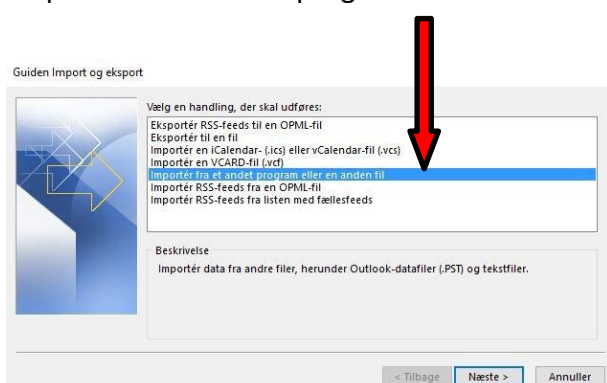 Guiden Import og eksport
Vælg en handling, der skal udføres:
Eksportér RSS-feeds til en OPML-fil
Eksportér til en fil
Importér en iCalendar- (.ics) eller vCalendar-fil (.vcs)
Importér en VCARD-fil (.vcf)
Importér fra et andet program eller en anden fil
Importér RSS-feeds fra en OPML-fil
Importér RSS-feeds fra listen med fællesfeeds
Beskrivelse
Importér data fra andre filer, herunder Outlook-datafiler (.PST) og tekstfiler.
< Tilbage Næste > Annuller